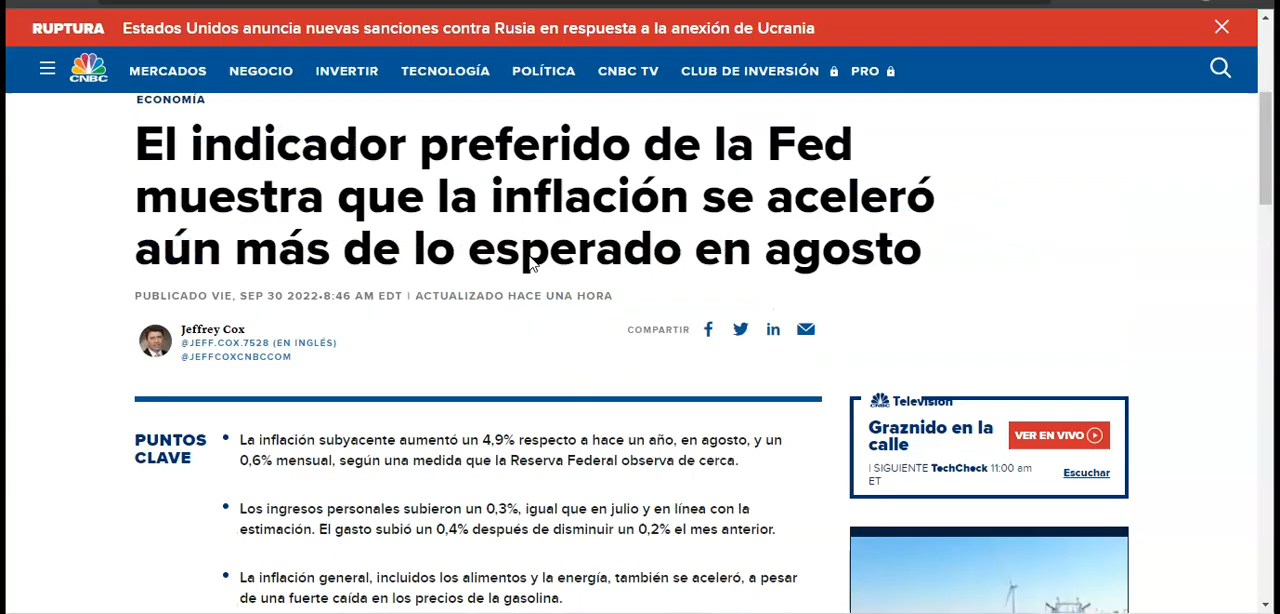 RUPTURA Estados Unidos anuncia nuevas sanciones contra Rusia en respuesta a la anexión de Ucrania
CNBC MERCADOS NEGOCIO INVERTIR TECNOLOGÍA POLÍTICA CNBC TV CLUB DE INVERSIÓN PRO
ECONOMÍA
El indicador preferido de la Fed
muestra que la inflación se aceleró
aún más de lo esperado en agosto
PUBLICADO VIE, SEP 30 2022•8:46 AM EDT | ACTUALIZADO HACE UNA HORA
Jeffrey Cox
@JEFF.COX.7528 (EN INGLÉS)
@JEFFCOXCNBCCOM
COMPARTIR
PUNTOS
CLAVE
• La inflación subyacente aumentó un 4,9% respecto a hace un año, en agosto, y un
0,6% mensual, según una medida que la Reserva Federal observa de cerca.
• Los ingresos personales subieron un 0,3%, igual que en julio y en línea con la
estimación. El gasto subió un 0,4% después de disminuir un 0,2% el mes anterior.
• La inflación general, incluidos los alimentos y la energía, también se aceleró, a pesar
de una fuerte caída en los precios de la gasolina.
CNBC Televisión
Graznido en la
calle
VER EN VIVO
| SIGUIENTE TechCheck 11:00 am
ET
Escuchar